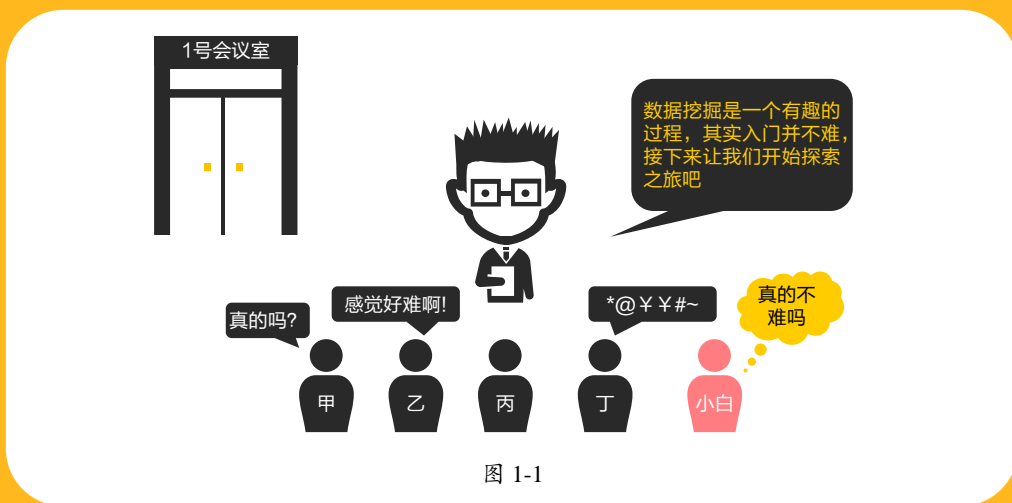 1号会议室
数据挖掘是一个有趣的
过程，其实入门并不难，
接下来让我们开始探索
之旅吧
真的吗?
感觉好难啊!
*@￥￥#~
真的不
难吗
甲
乙
丙
丁
小白
图 1-1